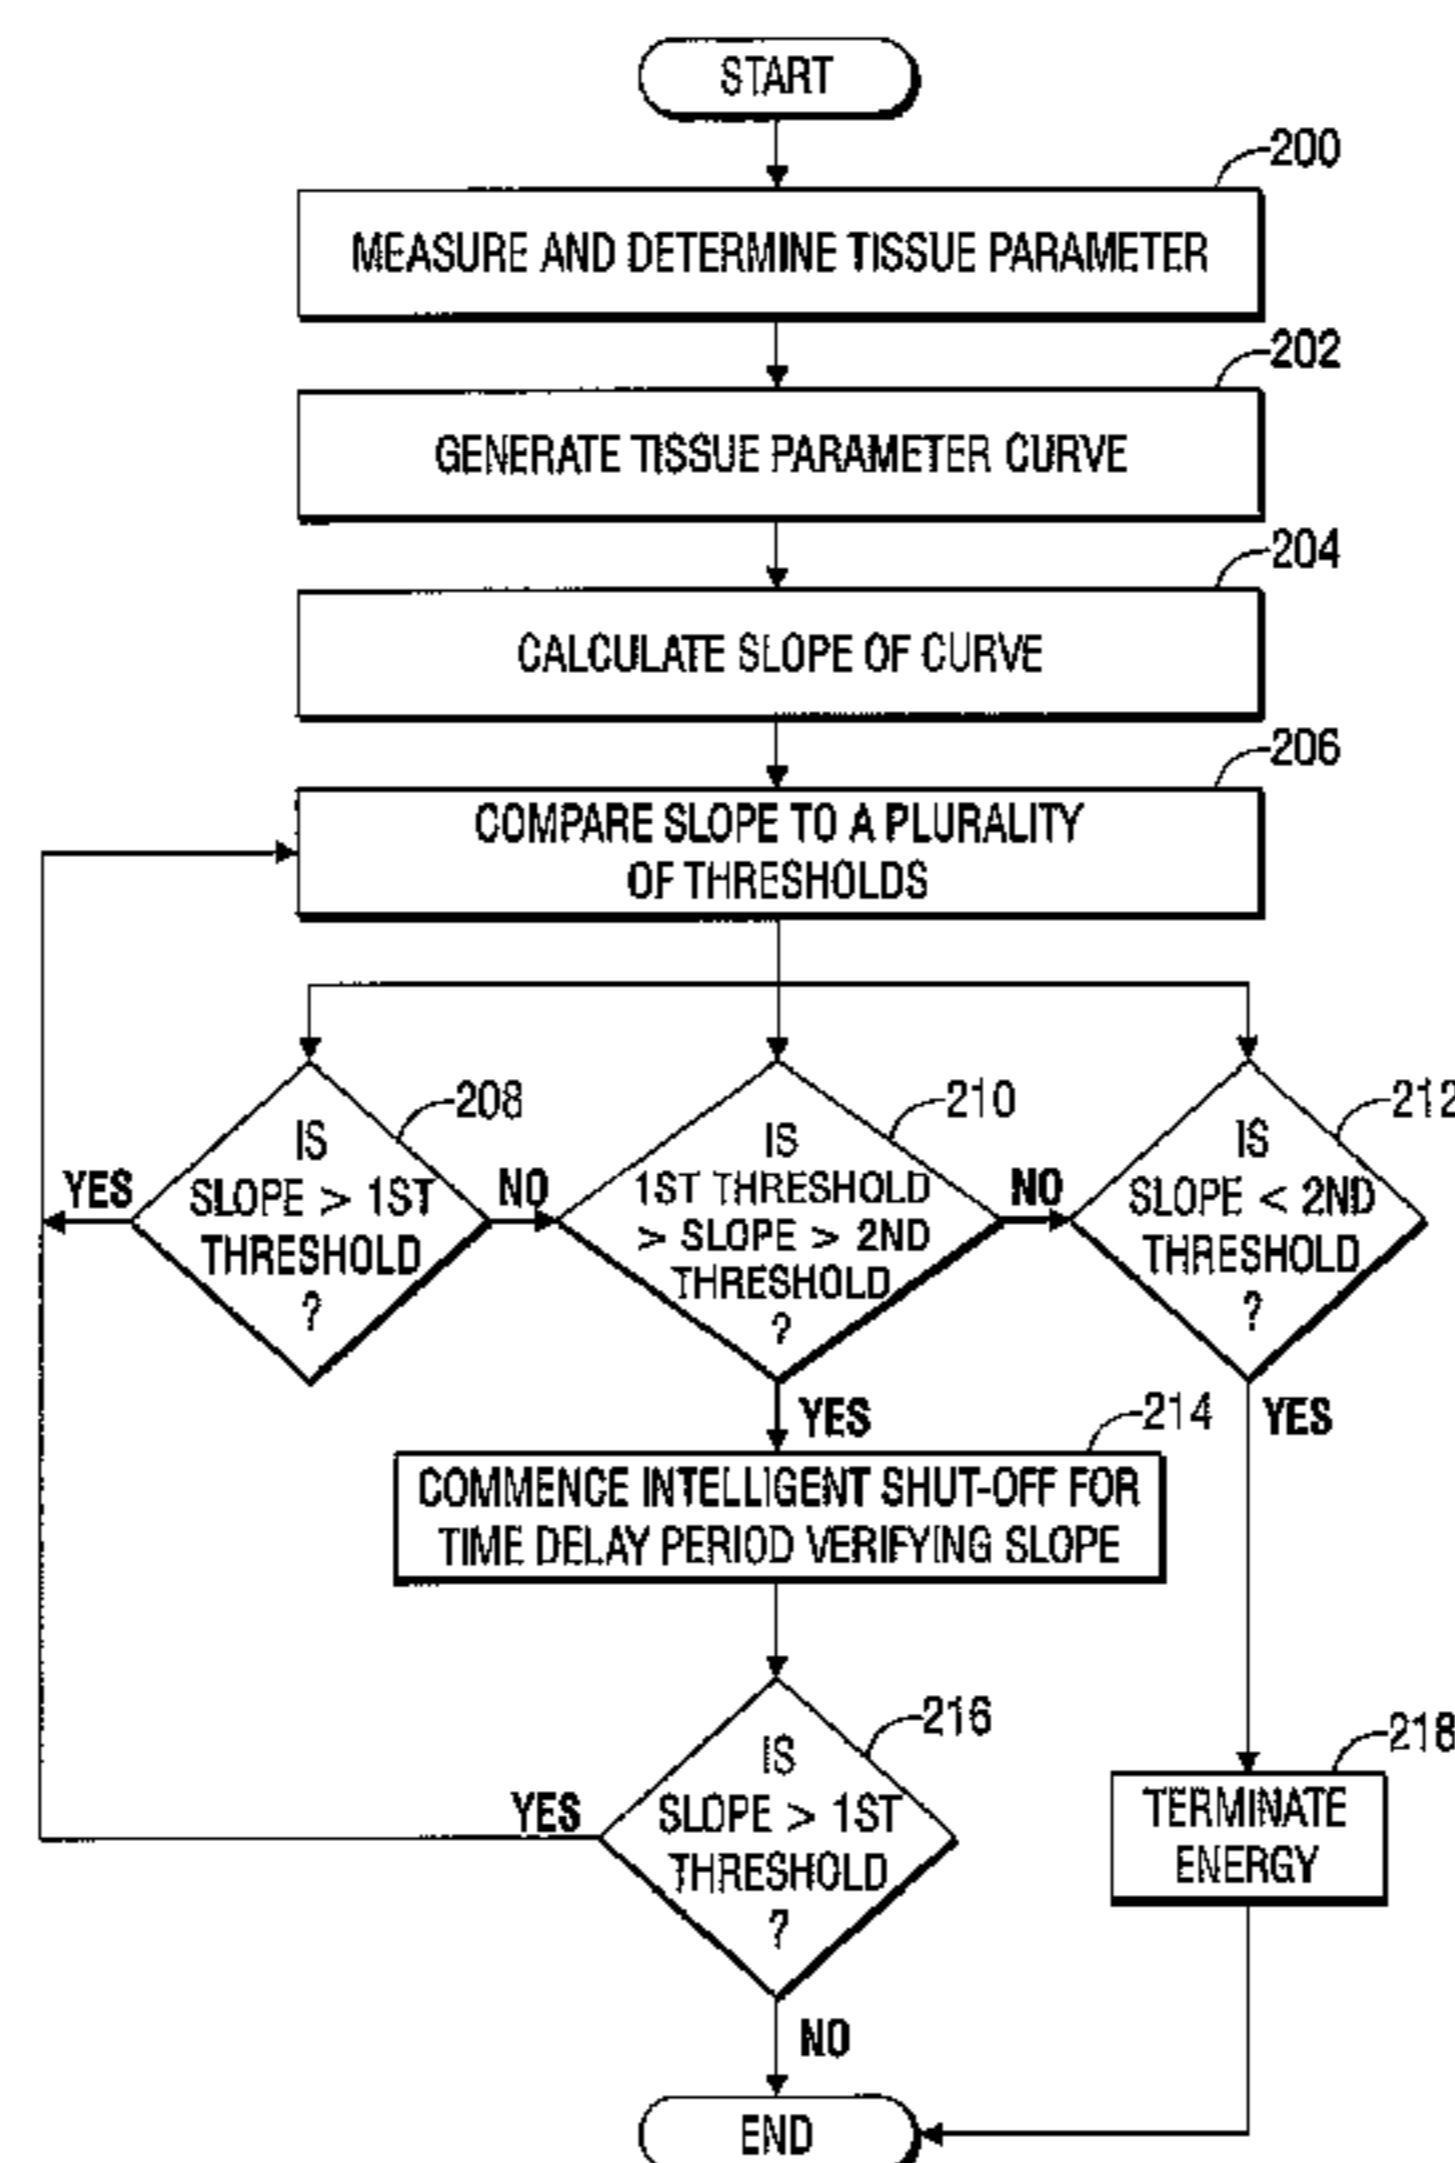 START
200
MEASURE AND DETERMINE TISSUE PARAMETER
202
GENERATE TISSUE PARAMETER CURVE
204
CALCULATE SLOPE OF CURVE
206
COMPARE SLOPE TO A PLURALITY
OF THRESHOLDS
208
IS
SLOPE > 1ST
THRESHOLD
?
YES
NO
210
IS
1ST THRESHOLD
> SLOPE > 2ND
THRESHOLD
?
NO
YES
212
IS
SLOPE < 2ND
THRESHOLD
?
YES
214
COMMENCE INTELLIGENT SHUT-OFF FOR
TIME DELAY PERIOD VERIFYING SLOPE
216
IS
SLOPE > 1ST
THRESHOLD
?
YES
NO
218
TERMINATE
ENERGY
END